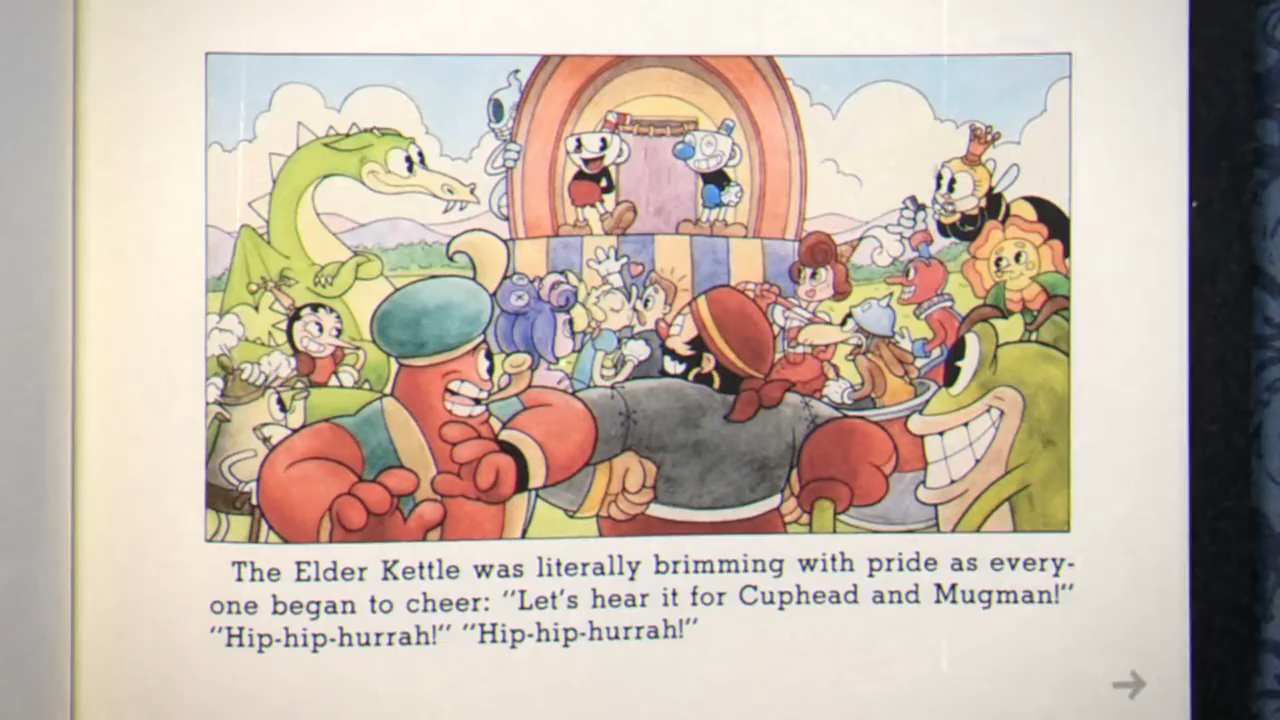 The Elder Kettle was literally brimming with pride as every-
one began to cheer: “Let's hear it for Cuphead and Mugman!”
“Hip-hip-hurrah!” “Hip-hip-hurrah!”